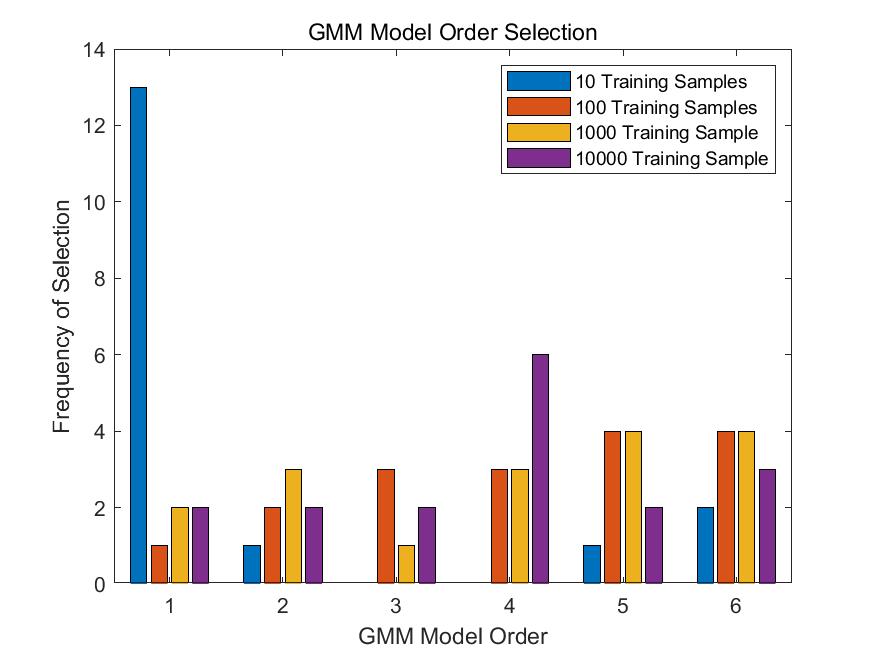 GMM Model Order Selection
14
12
10
8
6
4
2
0
Frequency of Selection
10 Training Samples
100 Training Samples
1000 Training Sample
10000 Training Sample
1 2 3 4 5 6
GMM Model Order